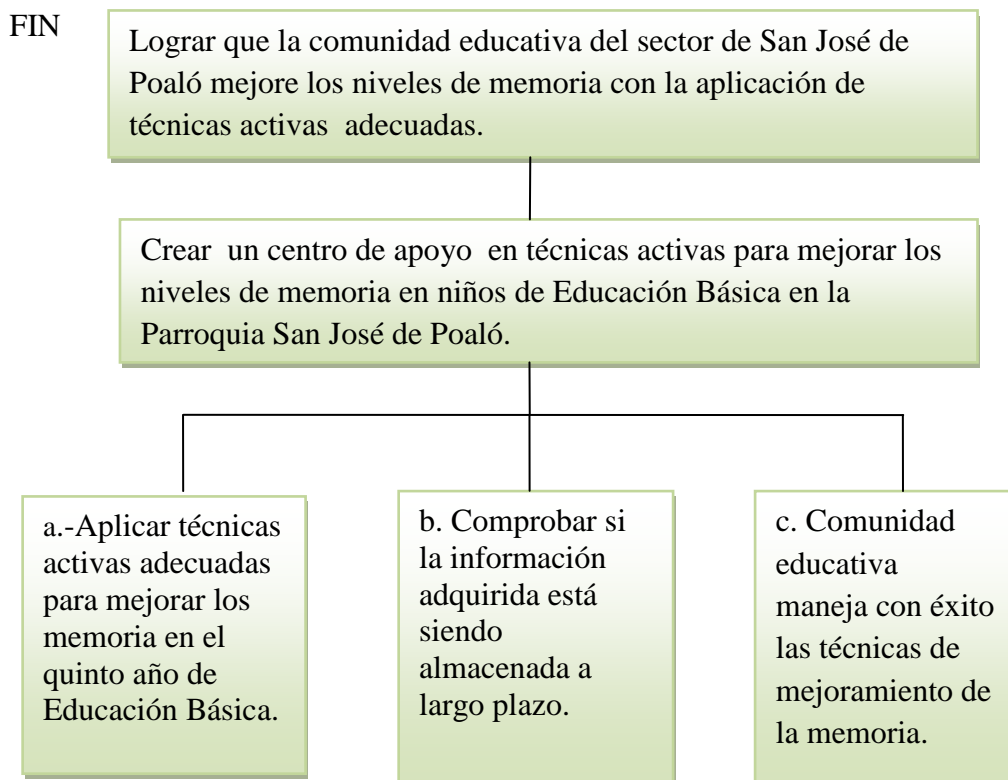 FIN
Lograr que la comunidad educativa del sector de San José de
Poaló mejore los niveles de memoria con la aplicación de
técnicas activas  adecuadas.
Crear  un centro de apoyo  en técnicas activas para mejorar los
niveles de memoria en niños de Educación Básica en la
Parroquia San José de Poaló.
a.-Aplicar técnicas
activas adecuadas
para mejorar los
memoria en el
quinto año de
Educación Básica.
b. Comprobar si
la información
adquirida está
siendo
almacenada a
largo plazo.
c. Comunidad
educativa
maneja con éxito
las técnicas de
mejoramiento de
la memoria.